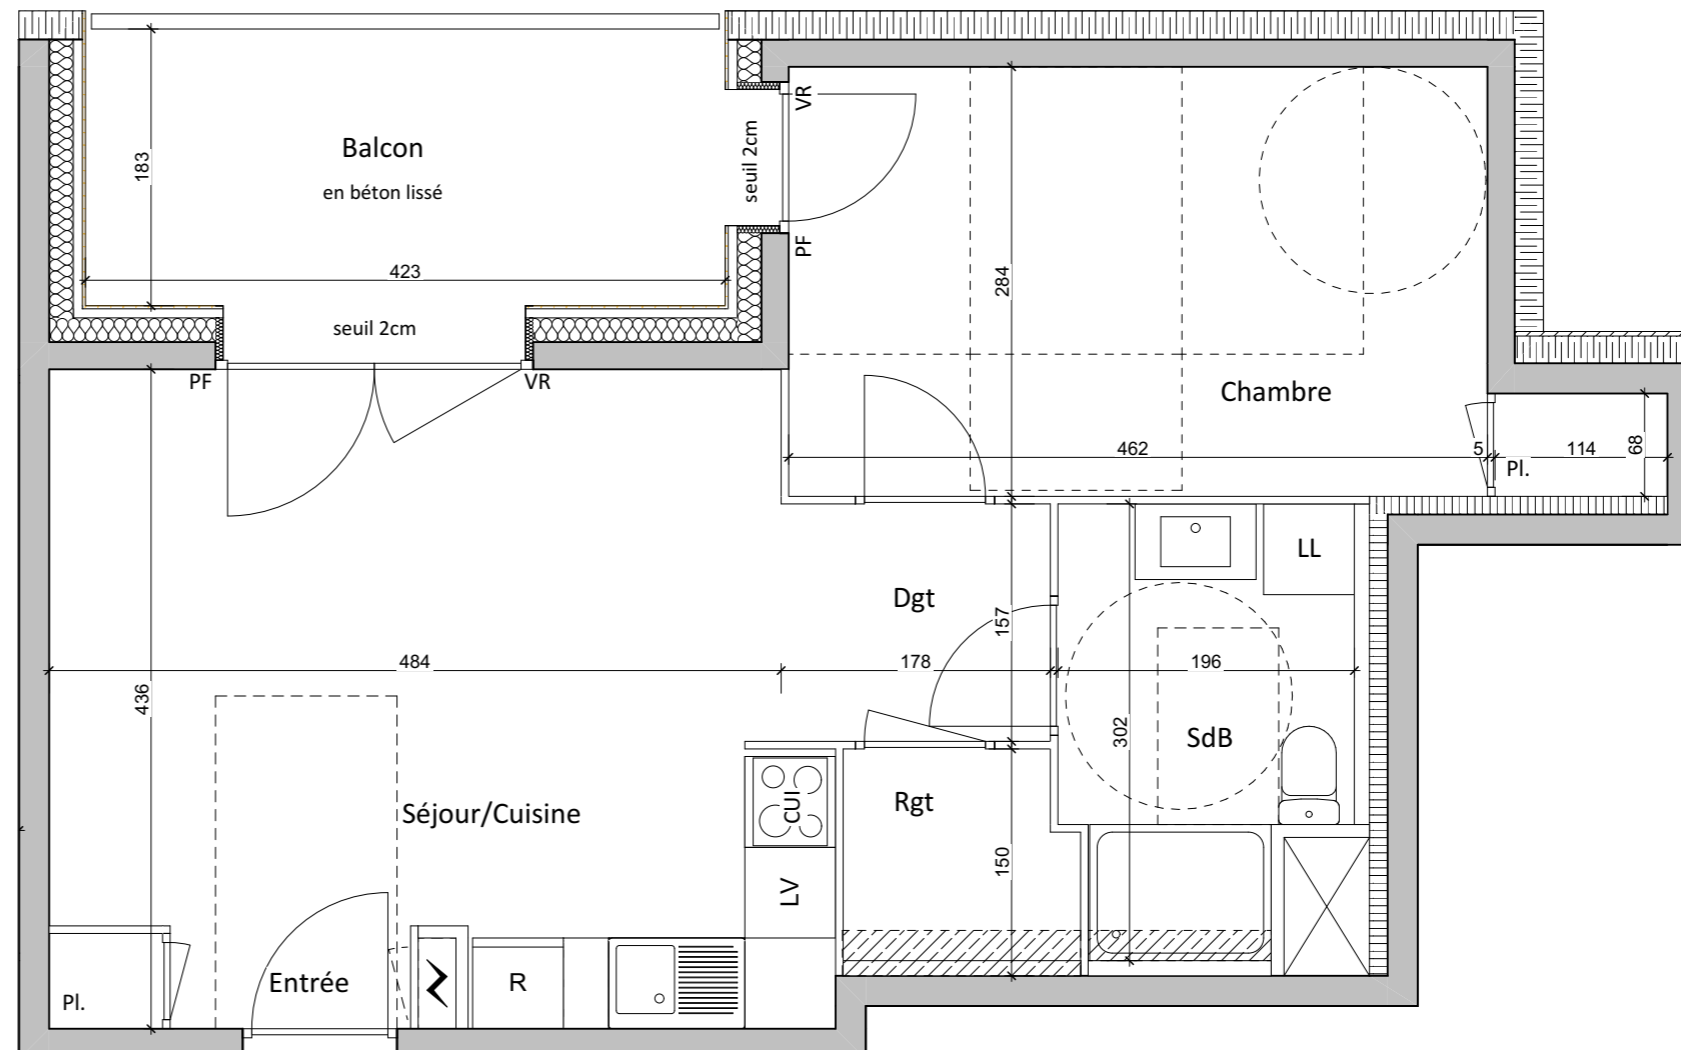 Balcon
en béton lissé
183
423
seuil 2cm
seuil 2cm
VR
PF
PF
VR
284
Chambre
462
5
114
68
Pl.
LL
Dgt
157
484
178
196
436
302
SdB
Séjour/Cuisine
CUI
Rgt
LV
150
Entrée
R
Pl.